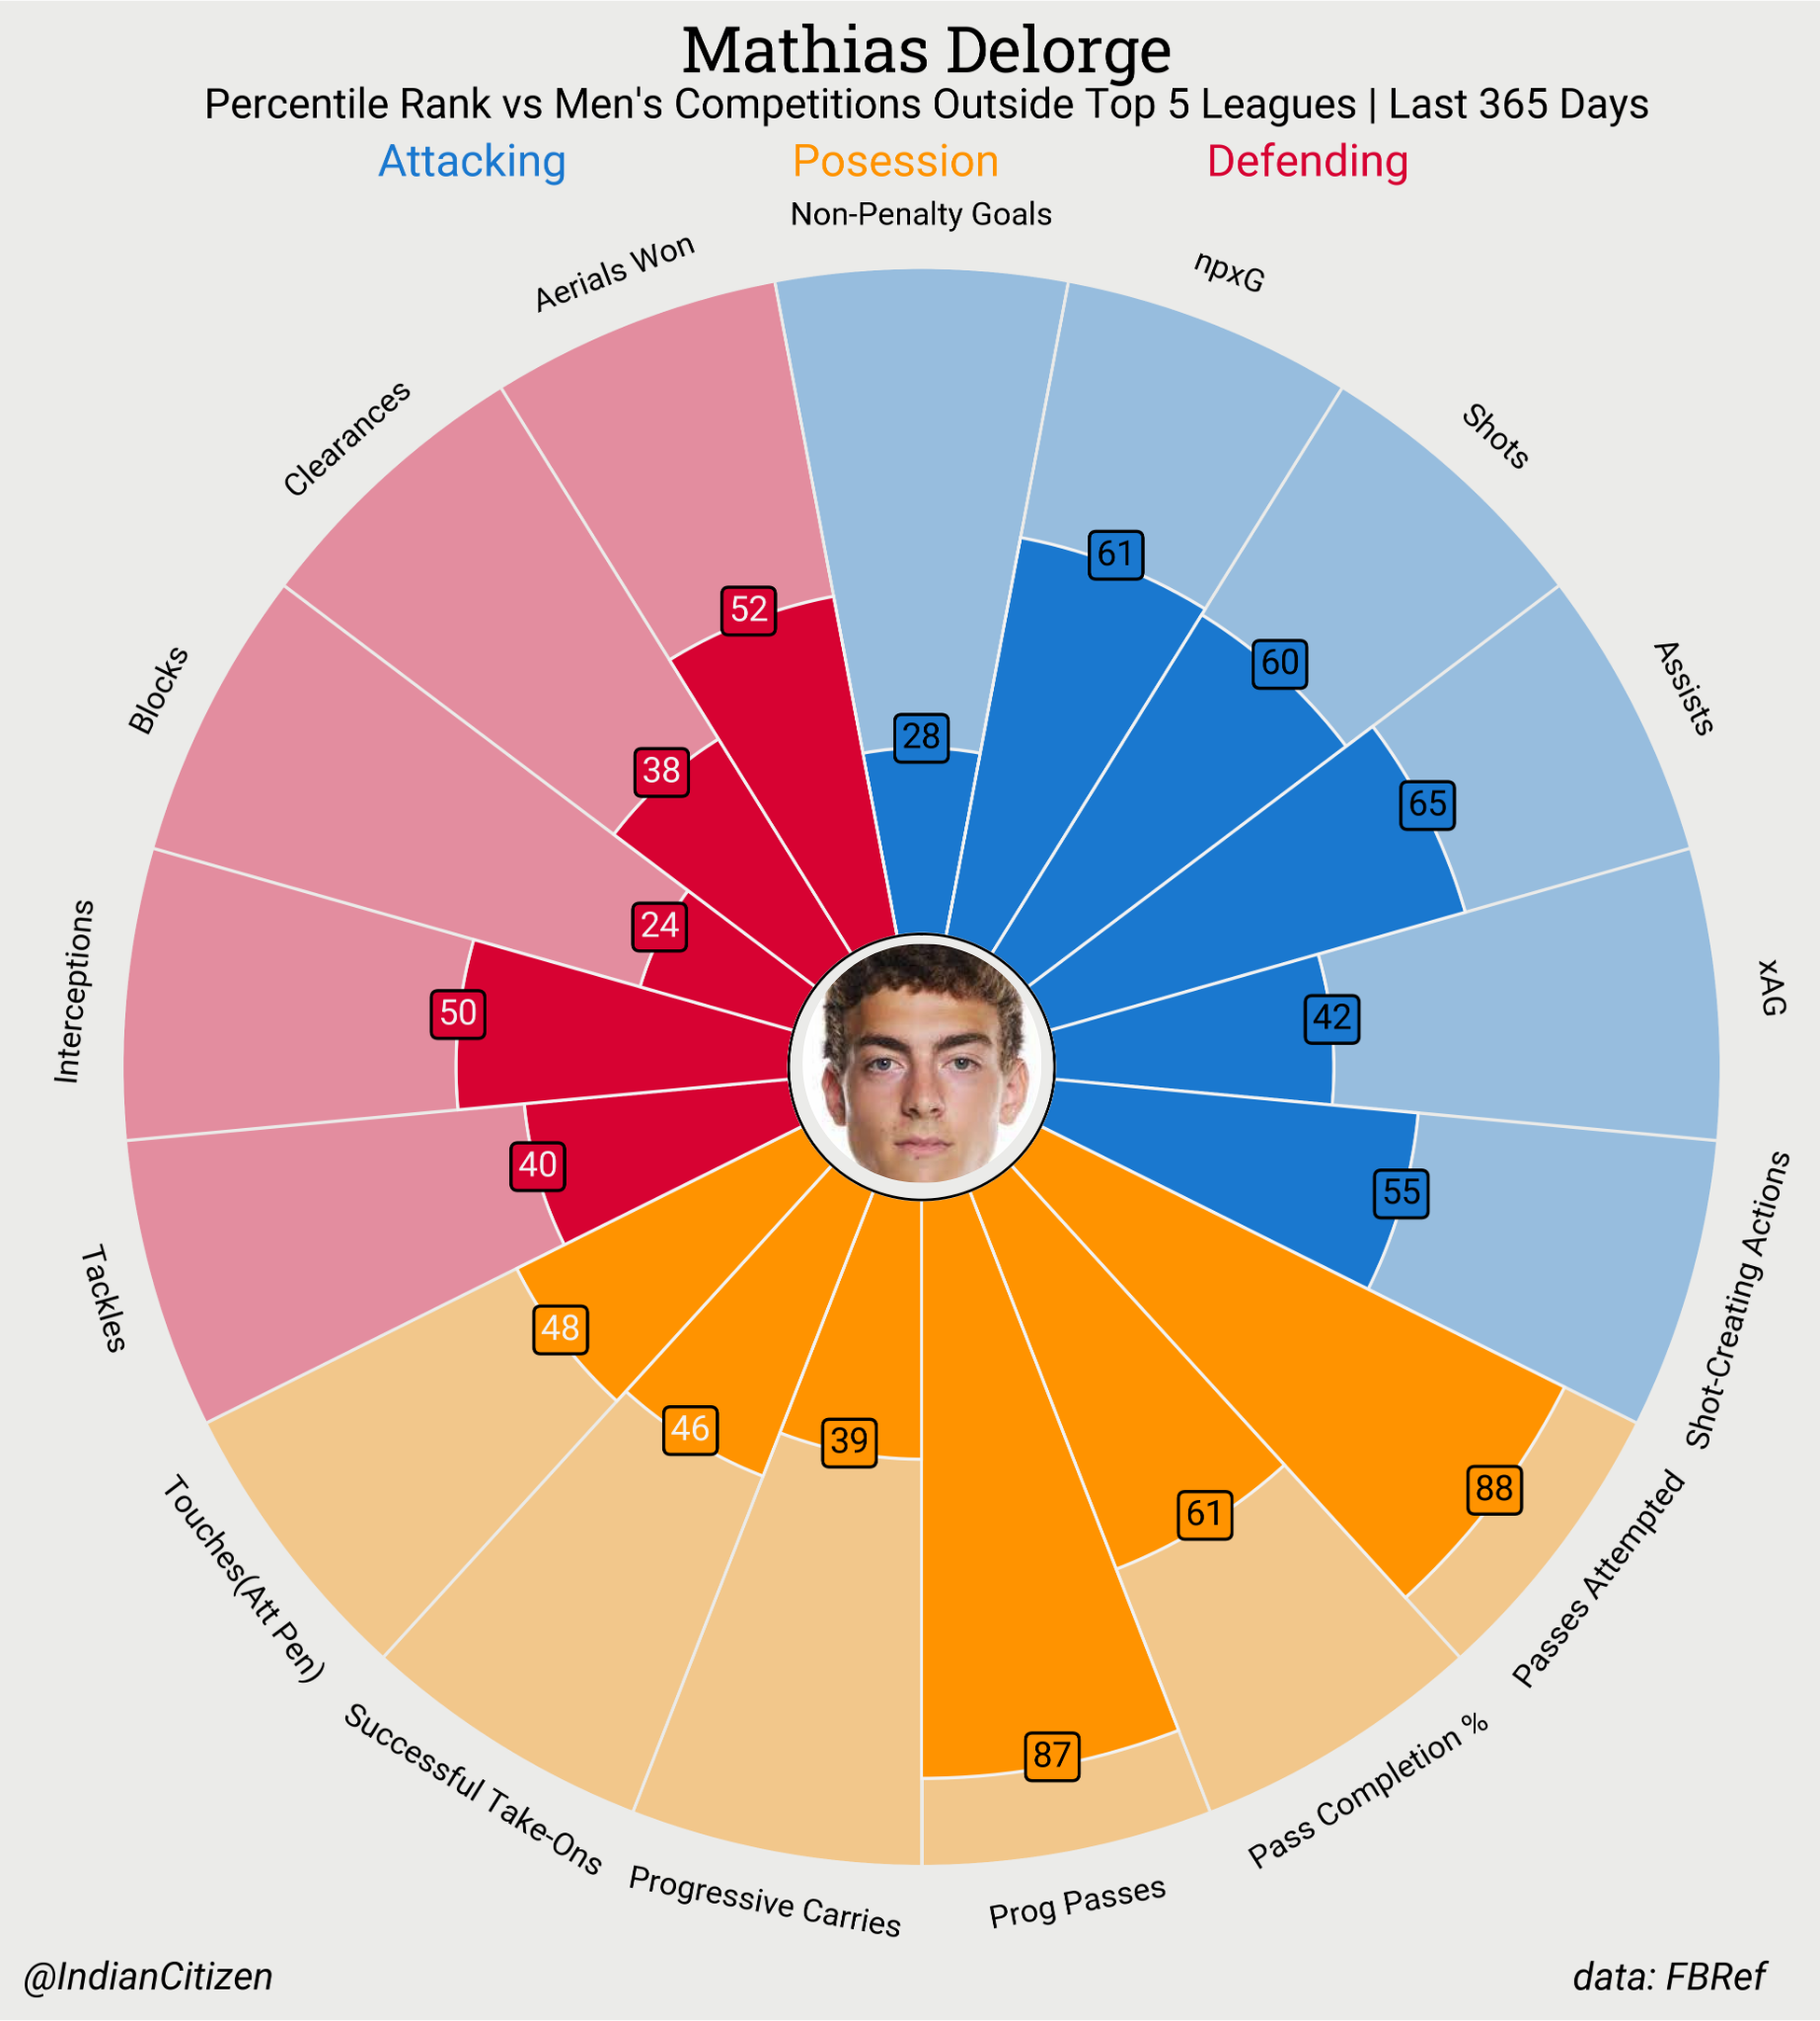 Mathias Delorge
Percentile Rank vs Men's Competitions Outside Top 5 Leagues | Last 365 Days
Attacking
Posession
Defending
Non-Penalty Goals
npxG
Shots
Assists
xAG
Shot-Creating Actions
Passes Attempted
Pass Completion %
Prog Passes
Progressive Carries
Successful Take-Ons
Touches(Att Pen)
Tackles
Interceptions
Blocks
Clearances
Aerials Won
28
61
60
65
42
55
88
61
87
39
46
48
40
50
24
38
52
@IndianCitizen
data: FBRef